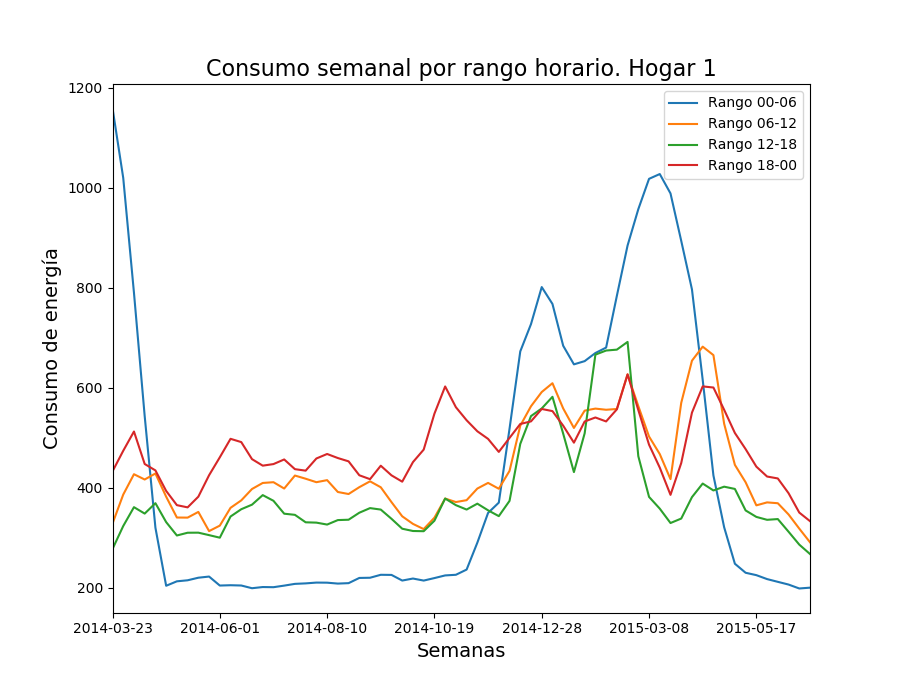 Consumo semanal por rango horario. Hogar 1
Rango 00-06
Rango 06-12
Rango 12-18
Rango 18-00
Consumo de energía
1200
1000
800
600
400
200
2014-03-23 2014-06-01 2014-08-10 2014-10-19 2014-12-28 2015-03-08 2015-05-17
Semanas